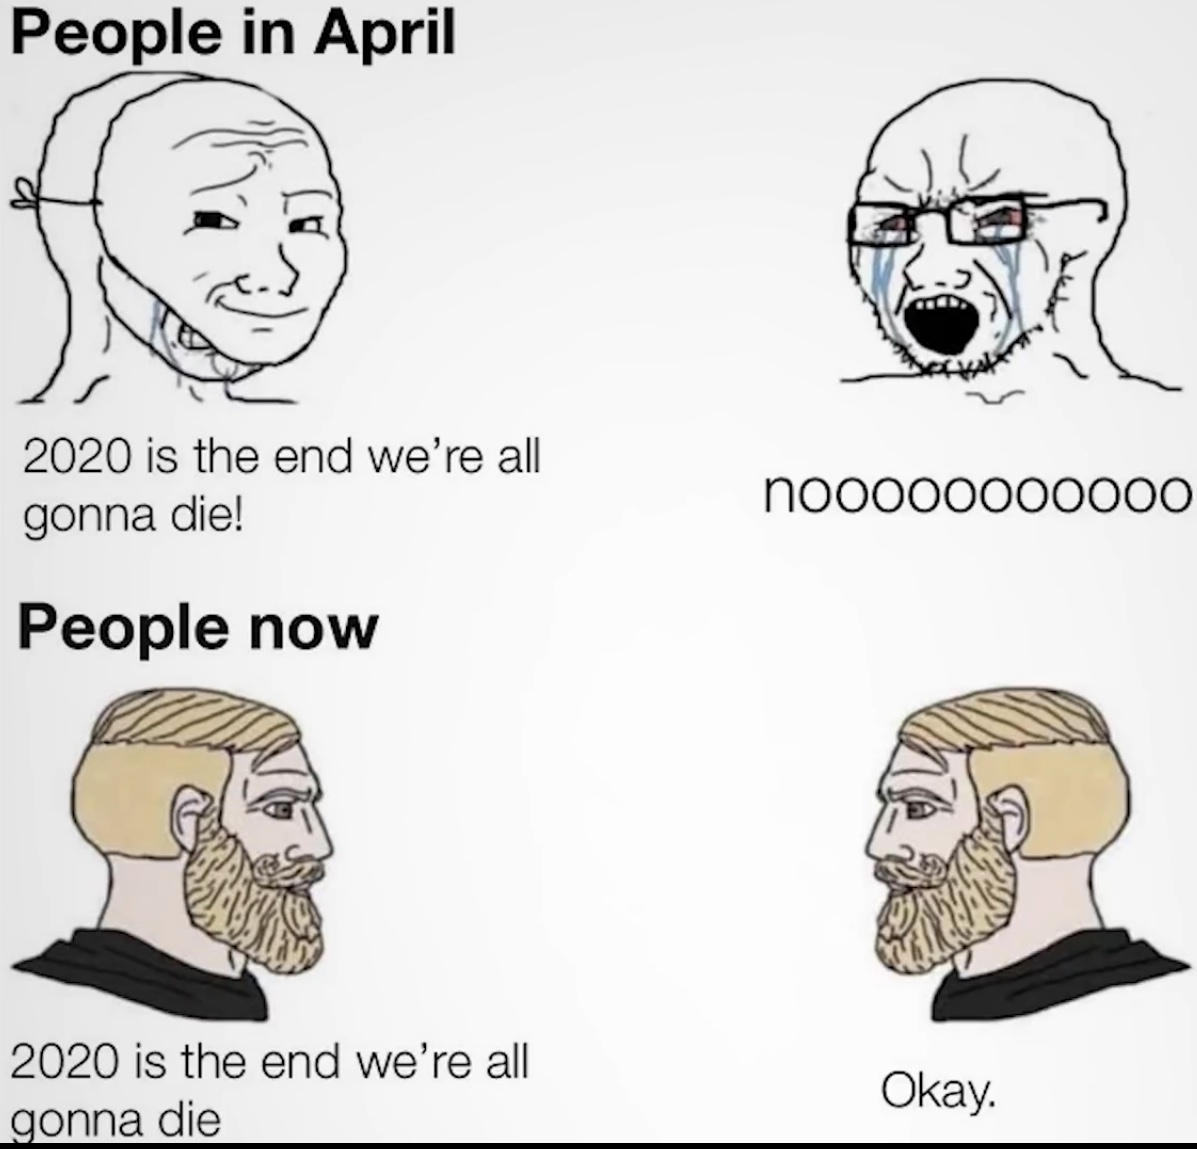 People in April
2020 is the end we're all
gonna die!
noooooooooooo
People now
2020 is the end we're all
gonna die
Okay.